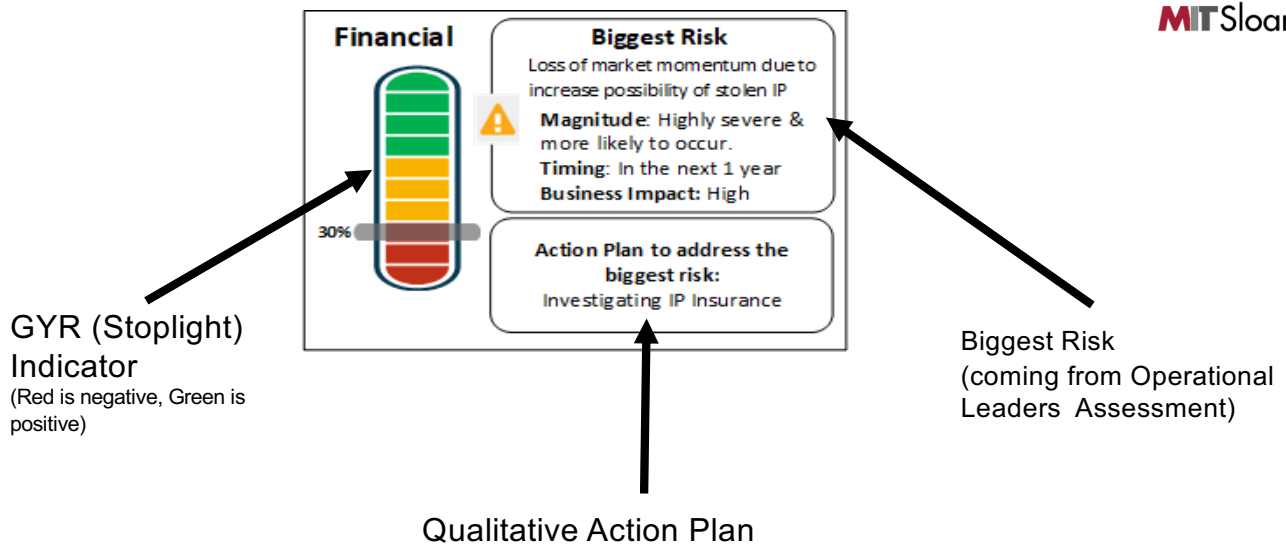 MIT Sloan
Financial
Biggest Risk
Loss of market momentum due to
increase possibility of stolen IP
Magnitude: Highly severe &
more likely to occur.
Timing: In the next 1 year
Business Impact: High
30%
Action Plan to address the
biggest risk:
Investigating IP Insurance
GYR (Stoplight)
Indicator
(Red is negative, Green is
positive)
Biggest Risk
(coming from Operational
Leaders Assessment)
Qualitative Action Plan